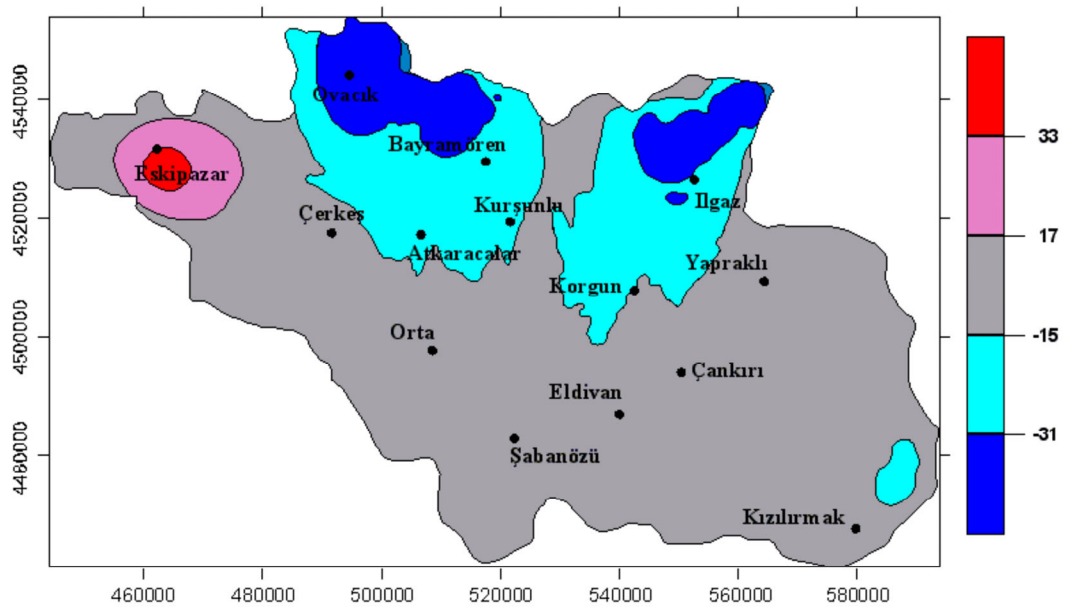 4540000
4520000
4500000
4480000
Ovacık
Bayramören
Eskipazar
Kurşunlu
Ilgaz
Çerkeş
Atkaracalar
Yapraklı
Korgun
Orta
Çankırı
Eldivan
Şabanözü
Kızılırmak
33
17
-15
-31
460000 480000 500000 520000 540000 560000 580000